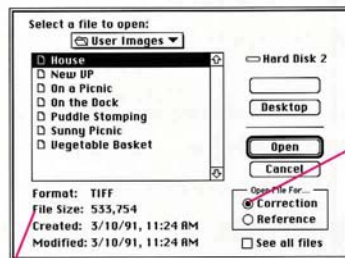 Select a file to open:
User Images
House
New UP
On a Picnic
On the Dock
Puddle Stomping
Sunny Picnic
Vegetable Basket
Hard Disk 2
Desktop
Open
Cancel
Open File For...
Correction
Reference
See all files
Format: TIFF
File Size: 533,754
Created: 3/10/91, 11:24 AM
Modified: 3/10/91, 11:24 AM